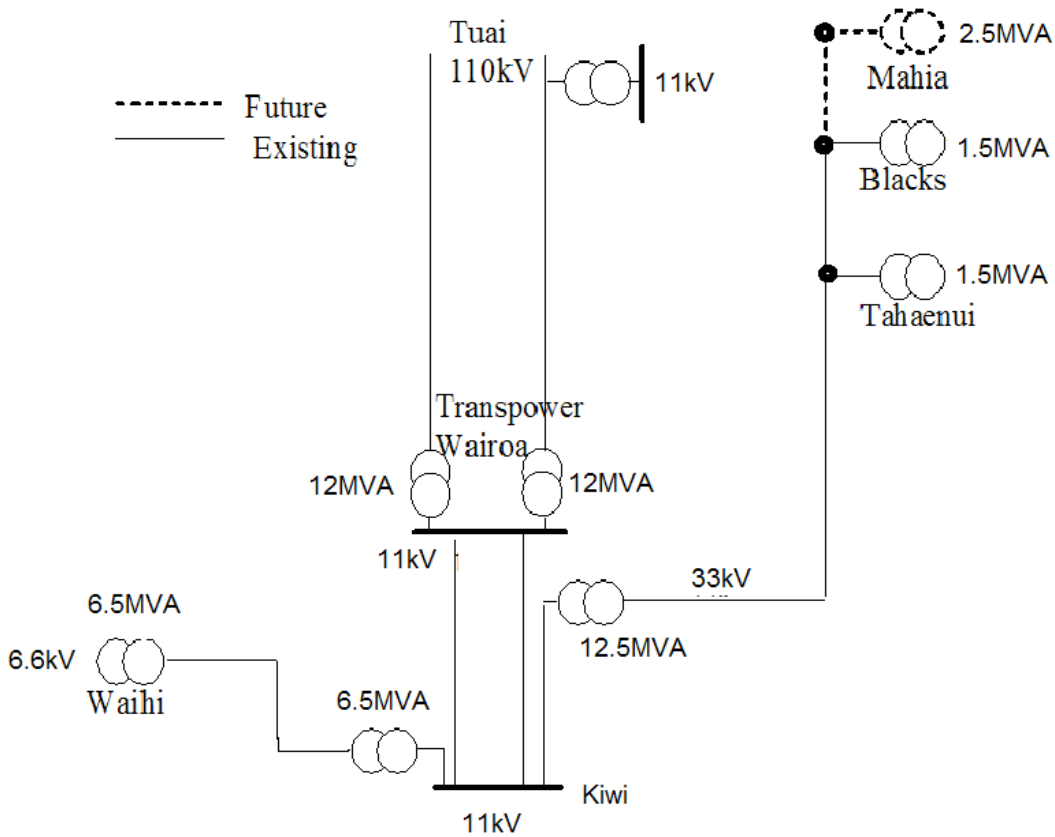 Tuai
110kV
11kV
2.5MVA
Mahia
Future
Existing
1.5MVA
Blacks
1.5MVA
Tahaenui
Transpower
Wairoa
12MVA
12MVA
11kV
33kV
6.5MVA
12.5MVA
6.6kV
Waihi
6.5MVA
Kiwi
11kV